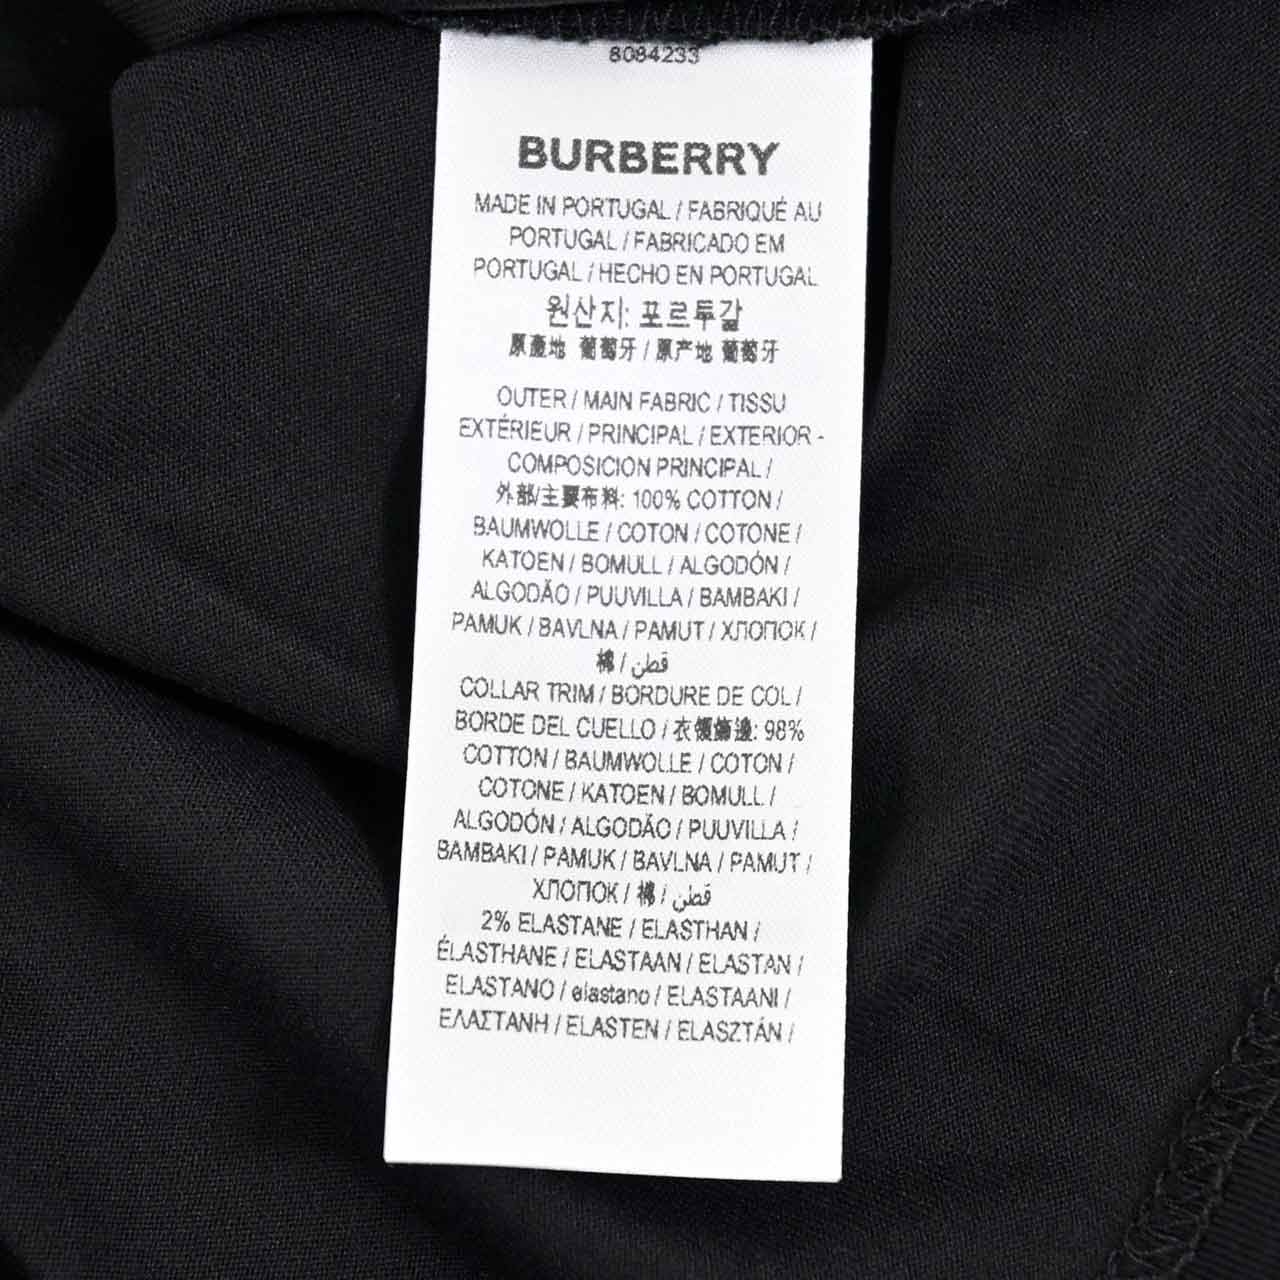 8084233
BURBERRY
MADE IN PORTUGAL / FABRIQUÉ AU
PORTUGAL / FABRICADO EM
PORTUGAL / HECHO EN PORTUGAL
원산지: 포르투갈
原產地 葡萄牙 / 原产地 葡萄牙
OUTER / MAIN FABRIC / TISSU
EXTÉRIEUR / PRINCIPAL / EXTERIOR -
COMPOSICION PRINCIPAL /
外部/主要布料: 100% COTTON /
BAUMWOLLE / COTON / COTONE /
KATOEN / BOMULL / ALGODÓN /
ALGODÃO / PUUVILLA / BAMBAKI /
PAMUK / BAVLNA / PAMUT / ХЛОПОК /
棉 / قطن
COLLAR TRIM / BORDURE DE COL /
BORDE DEL CUELLO / 衣領飾邊: 98%
COTTON / BAUMWOLLE / COTON /
COTONE / KATOEN / BOMULL /
ALGODÓN / ALGODÃO / PUUVILLA /
BAMBAKI / PAMUK / BAVLNA / PAMUT /
ХЛОПОК / 棉 / قطن
2% ELASTANE / ELASTHAN /
ÉLASTHANE / ELASTAAN / ELASTAN /
ELASTANO / elastano / ELASTAANI /
ΕΛΑΣΤΑΝΗ / ELASTEN / ELASZTÁN /